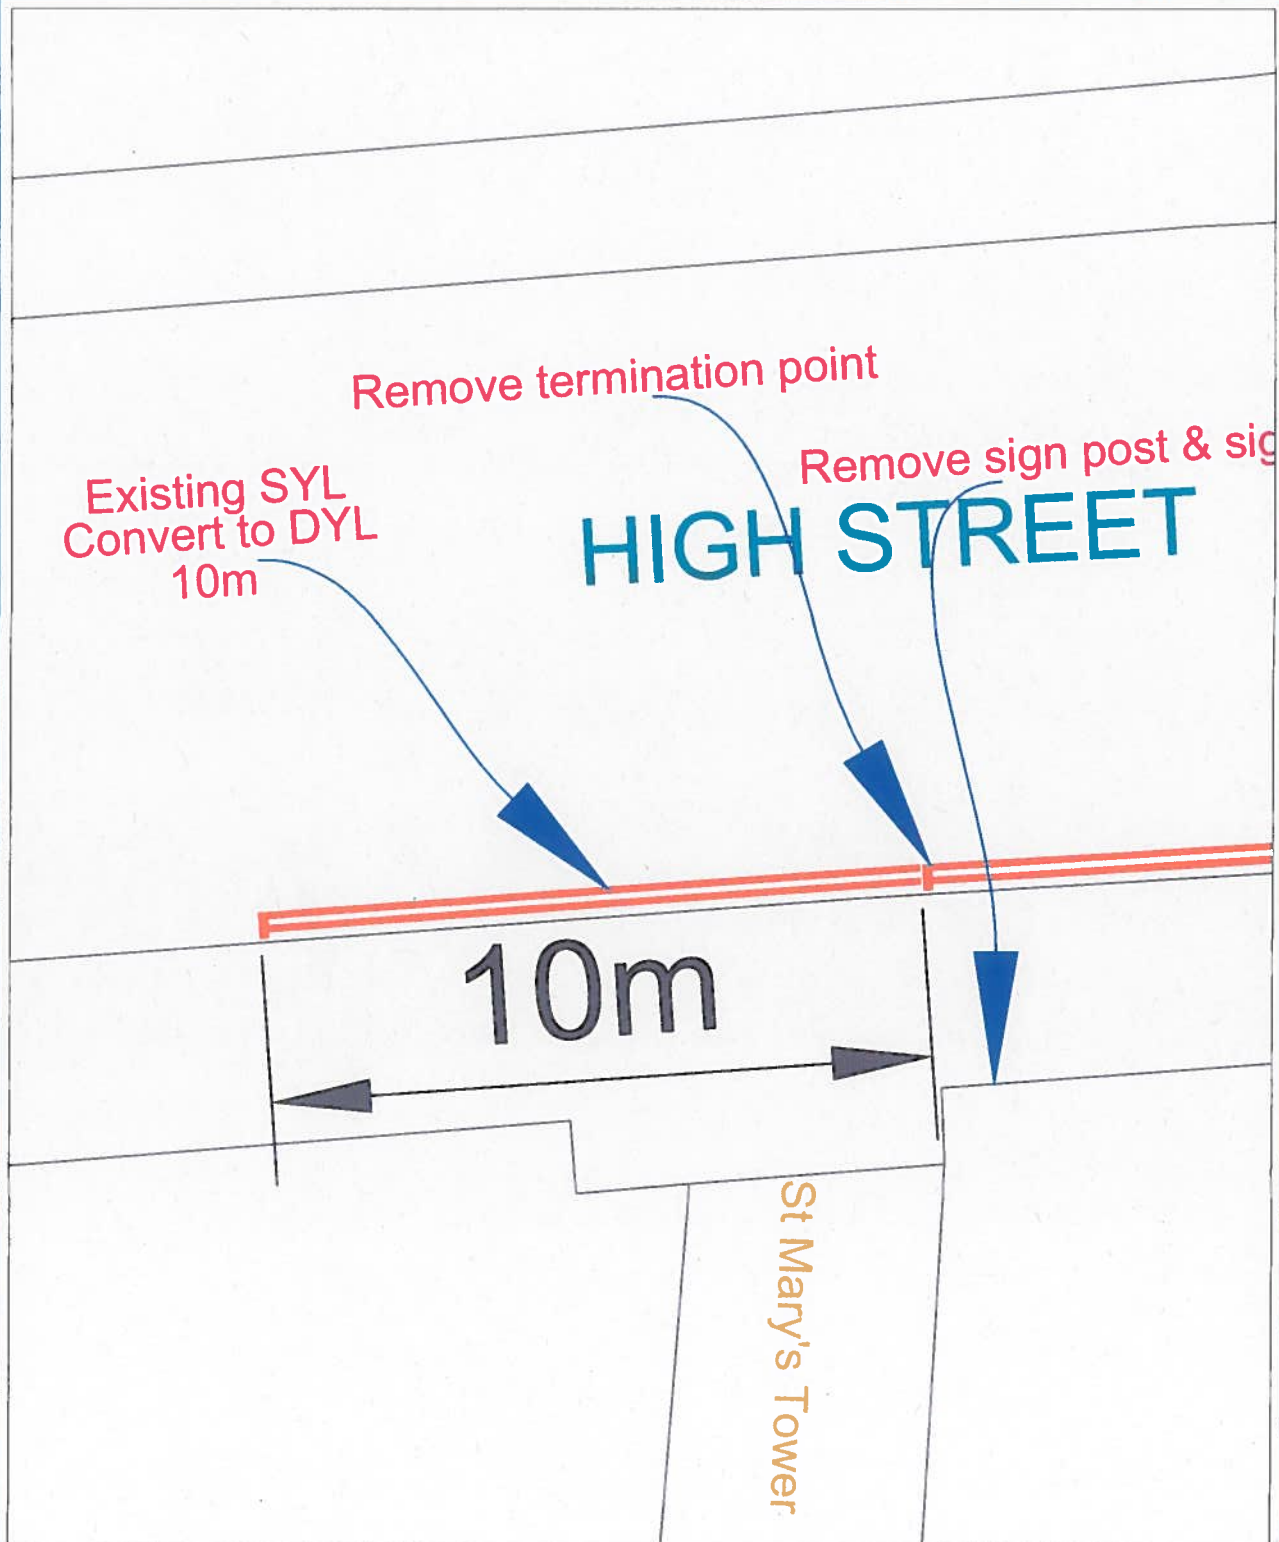 Remove termination point
Remove sign post & sig
Existing SYL
Convert to DYL
10m
HIGH STREET
10m
St Mary's Tower